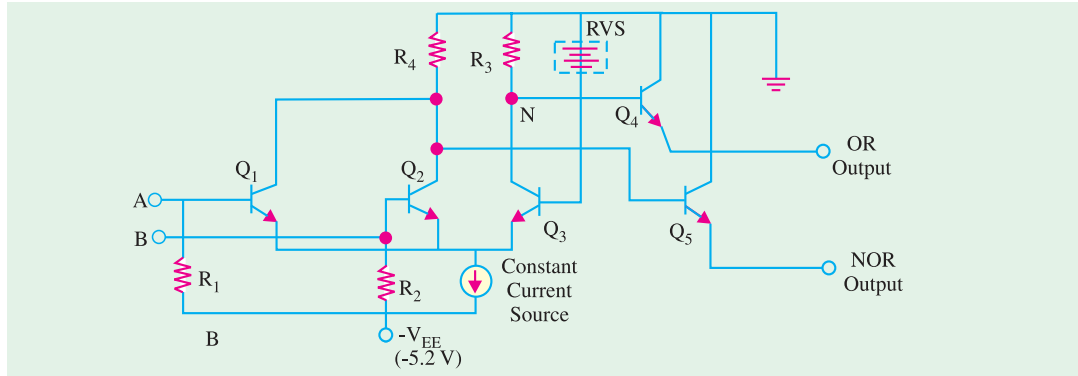 RVS
R4
R3
N
Q4
OR
Output
Q1
Q2
A
B
Q3
Q5
R1
R2
Constant
Current
Source
NOR
Output
B
-VEE
(-5.2 V)